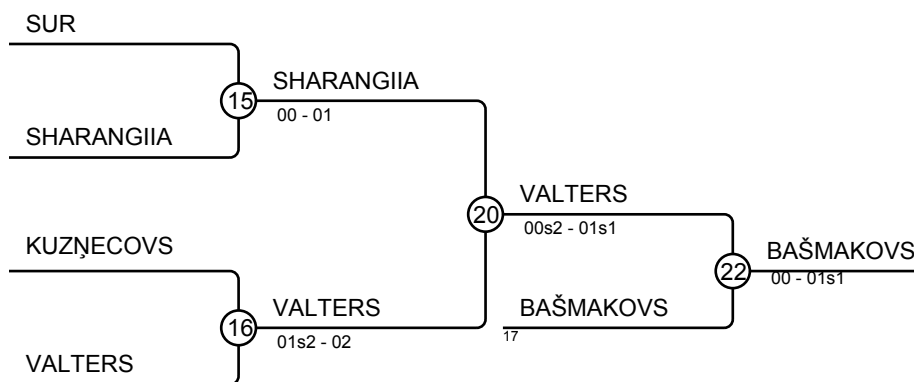 SUR
15
SHARANGIIA
00 - 01
SHARANGIIA
20
VALTERS
00s2 - 01s1
KUZŅECOVS
22
BAŠMAKOVS
00 - 01s1
16
VALTERS
01s2 - 02
BAŠMAKOVS
17
VALTERS